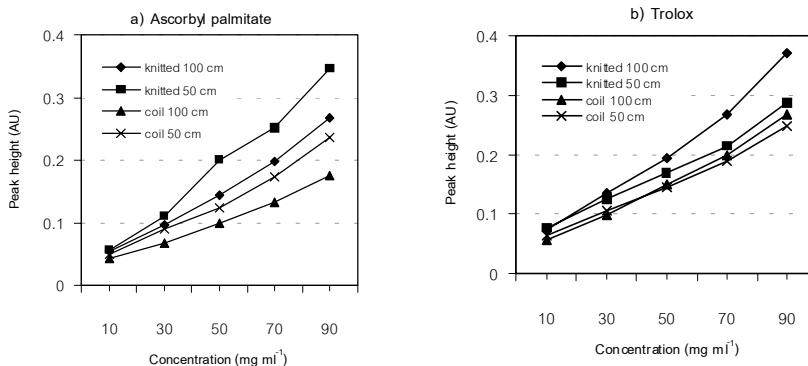 a) Ascorbyl palmitate
0.4
0.3
0.2
0.1
0
Peak height (AU)
knitted 100 cm
knitted 50 cm
coil 100 cm
coil 50 cm
10 30 50 70 90
Concentration (mg ml⁻¹)
b) Trolox
0.4
0.3
0.2
0.1
0
Peak height (AU)
knitted 100 cm
knitted 50 cm
coil 100 cm
coil 50 cm
10 30 50 70 90
Concentration (mg ml⁻¹)